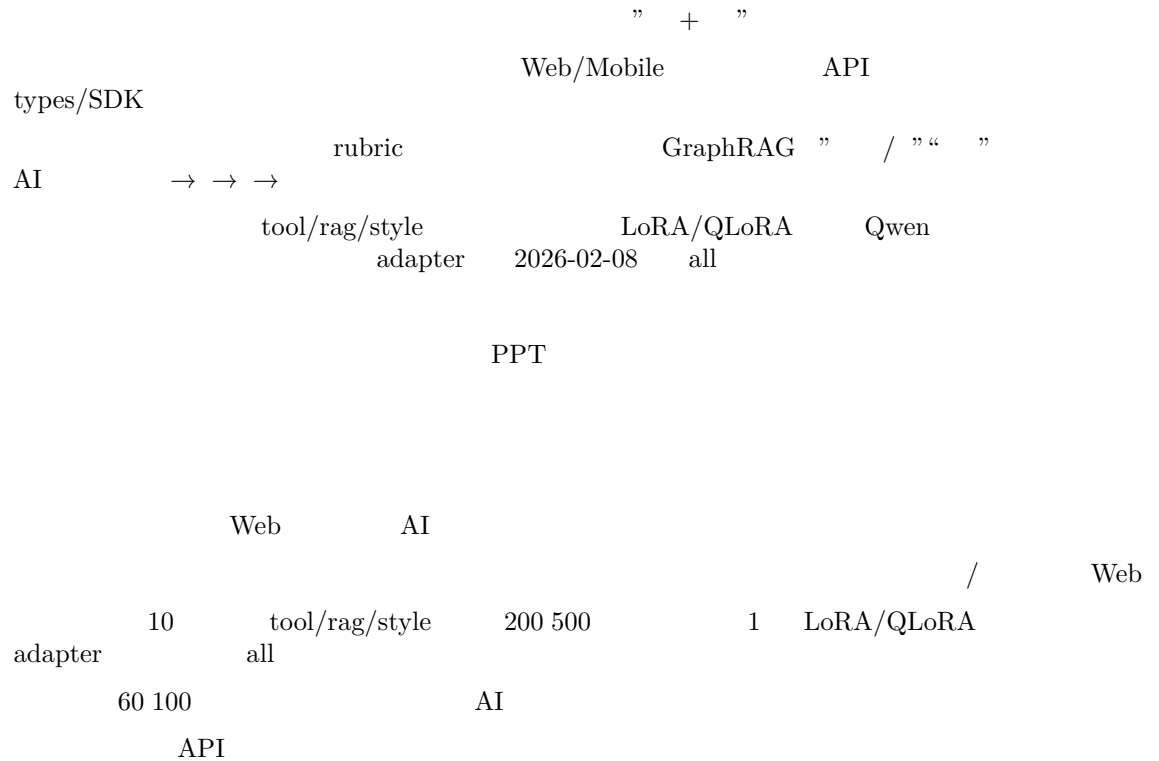 ” + ”
Web/Mobile API
types/SDK
rubric GraphRAG ” / ” “ ”
AI → → →
tool/rag/style LoRA/QLoRA Qwen
adapter 2026-02-08 all
PPT
Web AI
/ Web
10 tool/rag/style 200 500 1 LoRA/QLoRA
adapter all
60 100 AI
API